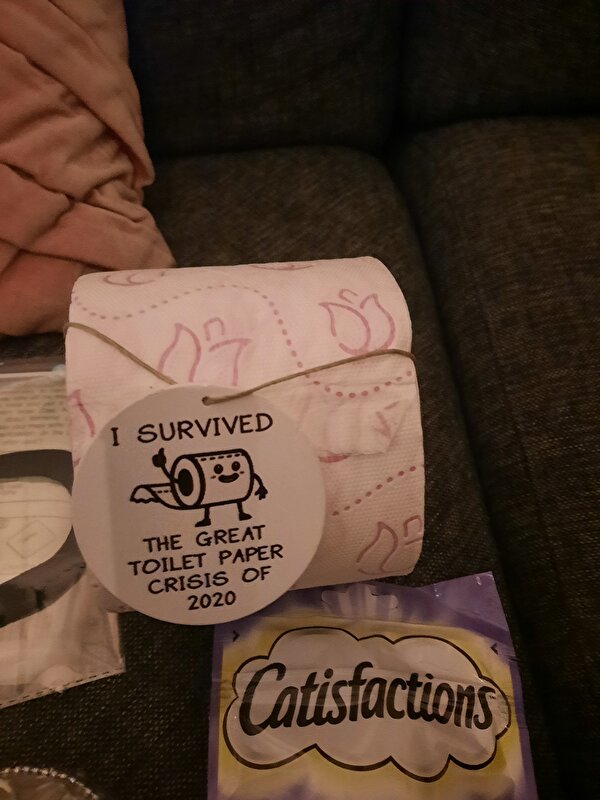 I SURVIVED
THE GREAT
TOILET PAPER
CRISIS OF
2020
Catisfactions